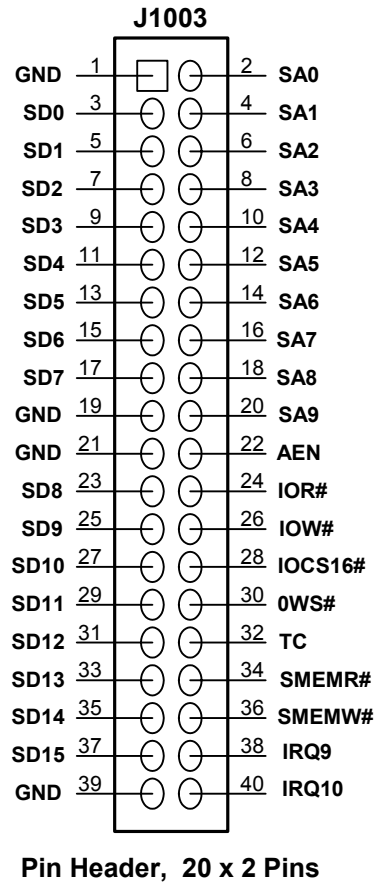 J1003
GND 1 2 SA0
SD0 3 4 SA1
SD1 5 6 SA2
SD2 7 8 SA3
SD3 9 10 SA4
SD4 11 12 SA5
SD5 13 14 SA6
SD6 15 16 SA7
SD7 17 18 SA8
GND 19 20 SA9
GND 21 22 AEN
SD8 23 24 IOR#
SD9 25 26 IOW#
SD10 27 28 IOCS16#
SD11 29 30 0WS#
SD12 31 32 TC
SD13 33 34 SMEMR#
SD14 35 36 SMEMW#
SD15 37 38 IRQ9
GND 39 40 IRQ10
Pin Header, 20 x 2 Pins